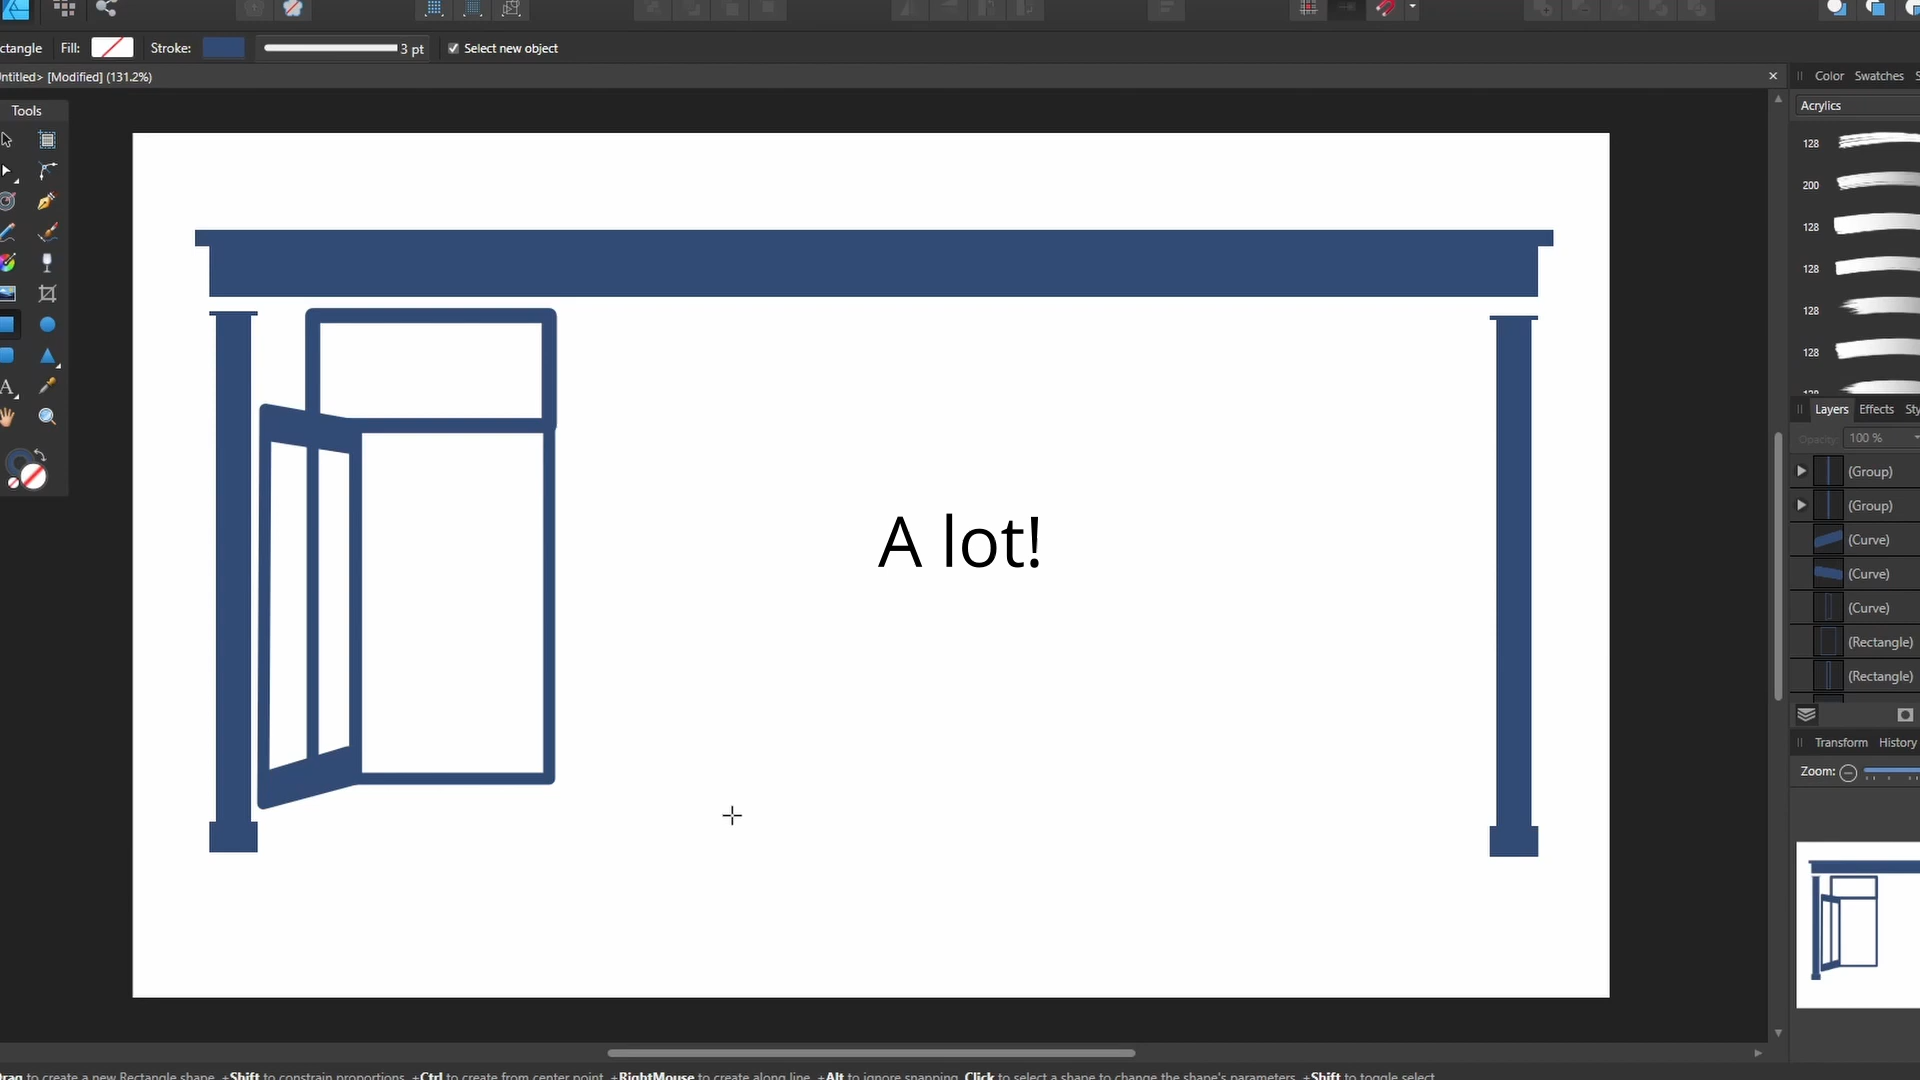 ctangle Fill: Stroke: 3 pt Select new object
ntitled> [Modified] (131.2%)
Color Swatches S
Tools
Acrylics
128
200
128
128
128
128
A lot!
Layers Effects Sty
Opacity: 100 %
(Group)
(Group)
(Curve)
(Curve)
(Curve)
(Rectangle)
(Rectangle)
Transform History
Zoom:
Drag to create a new Rectangle shape. +Shift to constrain proportions. +Ctrl to create from center point. +RightMouse to create along line. +Alt to ignore snapping. Click to select a shape to change the shape's parameters. +Shift to toggle select.